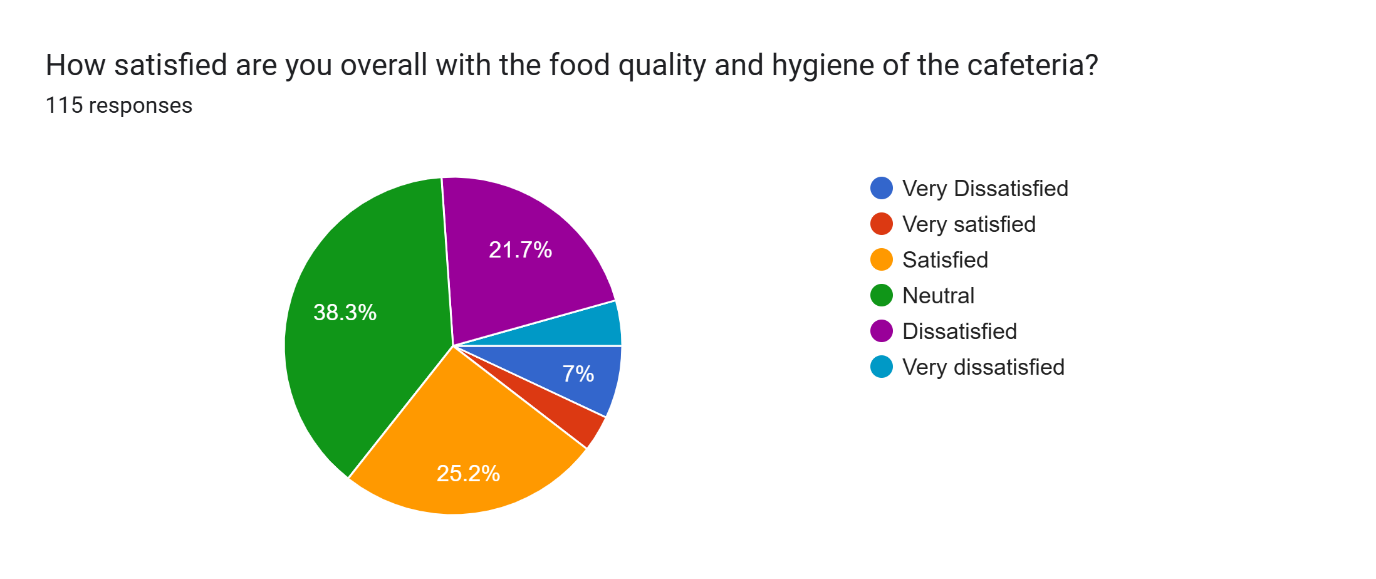 How satisfied are you overall with the food quality and hygiene of the cafeteria?
115 responses
21.7%
38.3%
7%
25.2%
Very Dissatisfied
Very satisfied
Satisfied
Neutral
Dissatisfied
Very dissatisfied